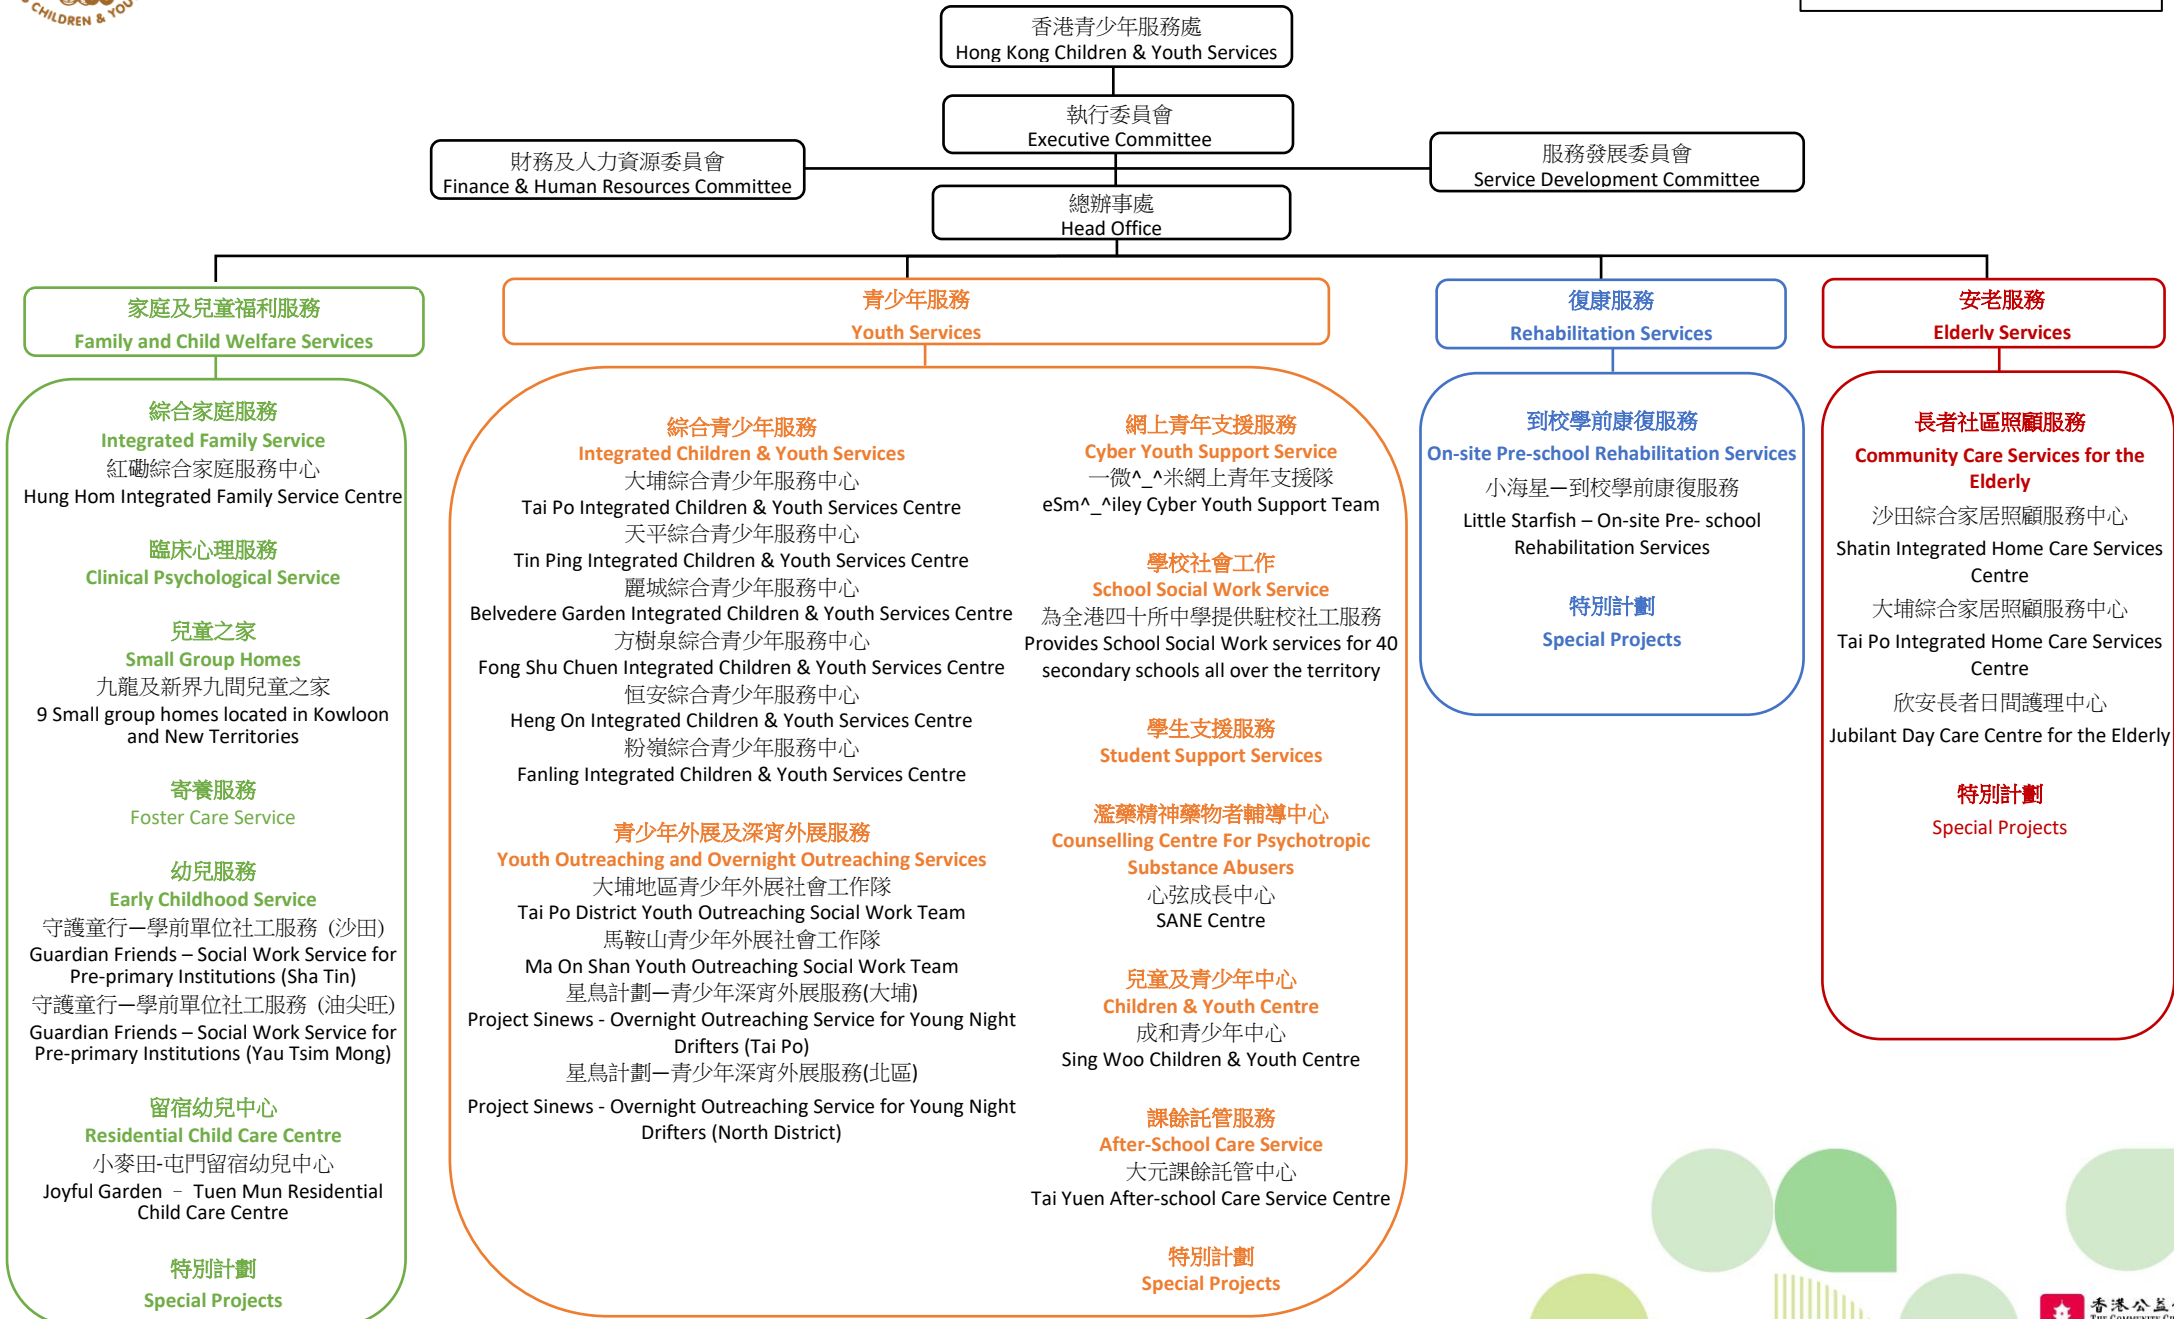 CHILDREN & YOU
香港青少年服務處
Hong Kong Children & Youth Services
執行委員會
Executive Committee
財務及人力資源委員會
Finance & Human Resources Committee
服務發展委員會
Service Development Committee
總辦事處
Head Office
家庭及兒童福利服務
Family and Child Welfare Services
綜合家庭服務
Integrated Family Service
紅磡綜合家庭服務中心
Hung Hom Integrated Family Service Centre
臨床心理服務
Clinical Psychological Service
兒童之家
Small Group Homes
九龍及新界九間兒童之家
9 Small group homes located in Kowloon
and New Territories
寄養服務
Foster Care Service
幼兒服務
Early Childhood Service
守護童行—學前單位社工服務 (沙田)
Guardian Friends – Social Work Service for
Pre-primary Institutions (Sha Tin)
守護童行—學前單位社工服務 (油尖旺)
Guardian Friends – Social Work Service for
Pre-primary Institutions (Yau Tsim Mong)
留宿幼兒中心
Residential Child Care Centre
小麥田-屯門留宿幼兒中心
Joyful Garden – Tuen Mun Residential
Child Care Centre
特別計劃
Special Projects
青少年服務
Youth Services
綜合青少年服務
Integrated Children & Youth Services
大埔綜合青少年服務中心
Tai Po Integrated Children & Youth Services Centre
天平綜合青少年服務中心
Tin Ping Integrated Children & Youth Services Centre
麗城綜合青少年服務中心
Belvedere Garden Integrated Children & Youth Services Centre
方樹泉綜合青少年服務中心
Fong Shu Chuen Integrated Children & Youth Services Centre
恒安綜合青少年服務中心
Heng On Integrated Children & Youth Services Centre
粉嶺綜合青少年服務中心
Fanling Integrated Children & Youth Services Centre
青少年外展及深宵外展服務
Youth Outreaching and Overnight Outreaching Services
大埔地區青少年外展社會工作隊
Tai Po District Youth Outreaching Social Work Team
馬鞍山青少年外展社會工作隊
Ma On Shan Youth Outreaching Social Work Team
星鳥計劃—青少年深宵外展服務(大埔)
Project Sinews - Overnight Outreaching Service for Young Night
Drifters (Tai Po)
星鳥計劃—青少年深宵外展服務(北區)
Project Sinews - Overnight Outreaching Service for Young Night
Drifters (North District)
網上青年支援服務
Cyber Youth Support Service
一微^_^米網上青年支援隊
eSm^_^iley Cyber Youth Support Team
學校社會工作
School Social Work Service
為全港四十所中學提供駐校社工服務
Provides School Social Work services for 40
secondary schools all over the territory
學生支援服務
Student Support Services
濫藥精神藥物者輔導中心
Counselling Centre For Psychotropic
Substance Abusers
心弦成長中心
SANE Centre
兒童及青少年中心
Children & Youth Centre
成和青少年中心
Sing Woo Children & Youth Centre
課餘託管服務
After-School Care Service
大元課餘託管中心
Tai Yuen After-school Care Service Centre
特別計劃
Special Projects
復康服務
Rehabilitation Services
到校學前康復服務
On-site Pre-school Rehabilitation Services
小海星—到校學前康復服務
Little Starfish – On-site Pre- school
Rehabilitation Services
特別計劃
Special Projects
安老服務
Elderly Services
長者社區照顧服務
Community Care Services for the
Elderly
沙田綜合家居照顧服務中心
Shatin Integrated Home Care Services
Centre
大埔綜合家居照顧服務中心
Tai Po Integrated Home Care Services
Centre
欣安長者日間護理中心
Jubilant Day Care Centre for the Elderly
特別計劃
Special Projects
香港公益